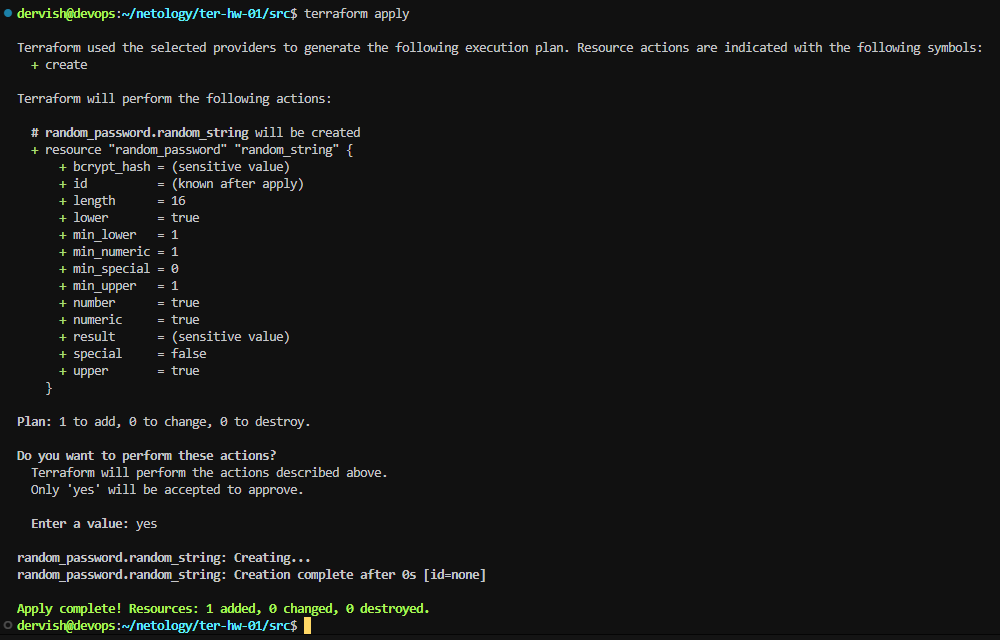 dervish@devops:~/netology/ter-hw-01/src$ terraform apply

Terraform used the selected providers to generate the following execution plan. Resource actions are indicated with the following symbols:
  + create

Terraform will perform the following actions:

  # random_password.random_string will be created
  + resource "random_password" "random_string" {
      + bcrypt_hash = (sensitive value)
      + id          = (known after apply)
      + length      = 16
      + lower       = true
      + min_lower   = 1
      + min_numeric = 1
      + min_special = 0
      + min_upper   = 1
      + number      = true
      + numeric     = true
      + result      = (sensitive value)
      + special     = false
      + upper       = true
    }

Plan: 1 to add, 0 to change, 0 to destroy.

Do you want to perform these actions?
  Terraform will perform the actions described above.
  Only 'yes' will be accepted to approve.

  Enter a value: yes

random_password.random_string: Creating...
random_password.random_string: Creation complete after 0s [id=none]

Apply complete! Resources: 1 added, 0 changed, 0 destroyed.
dervish@devops:~/netology/ter-hw-01/src$